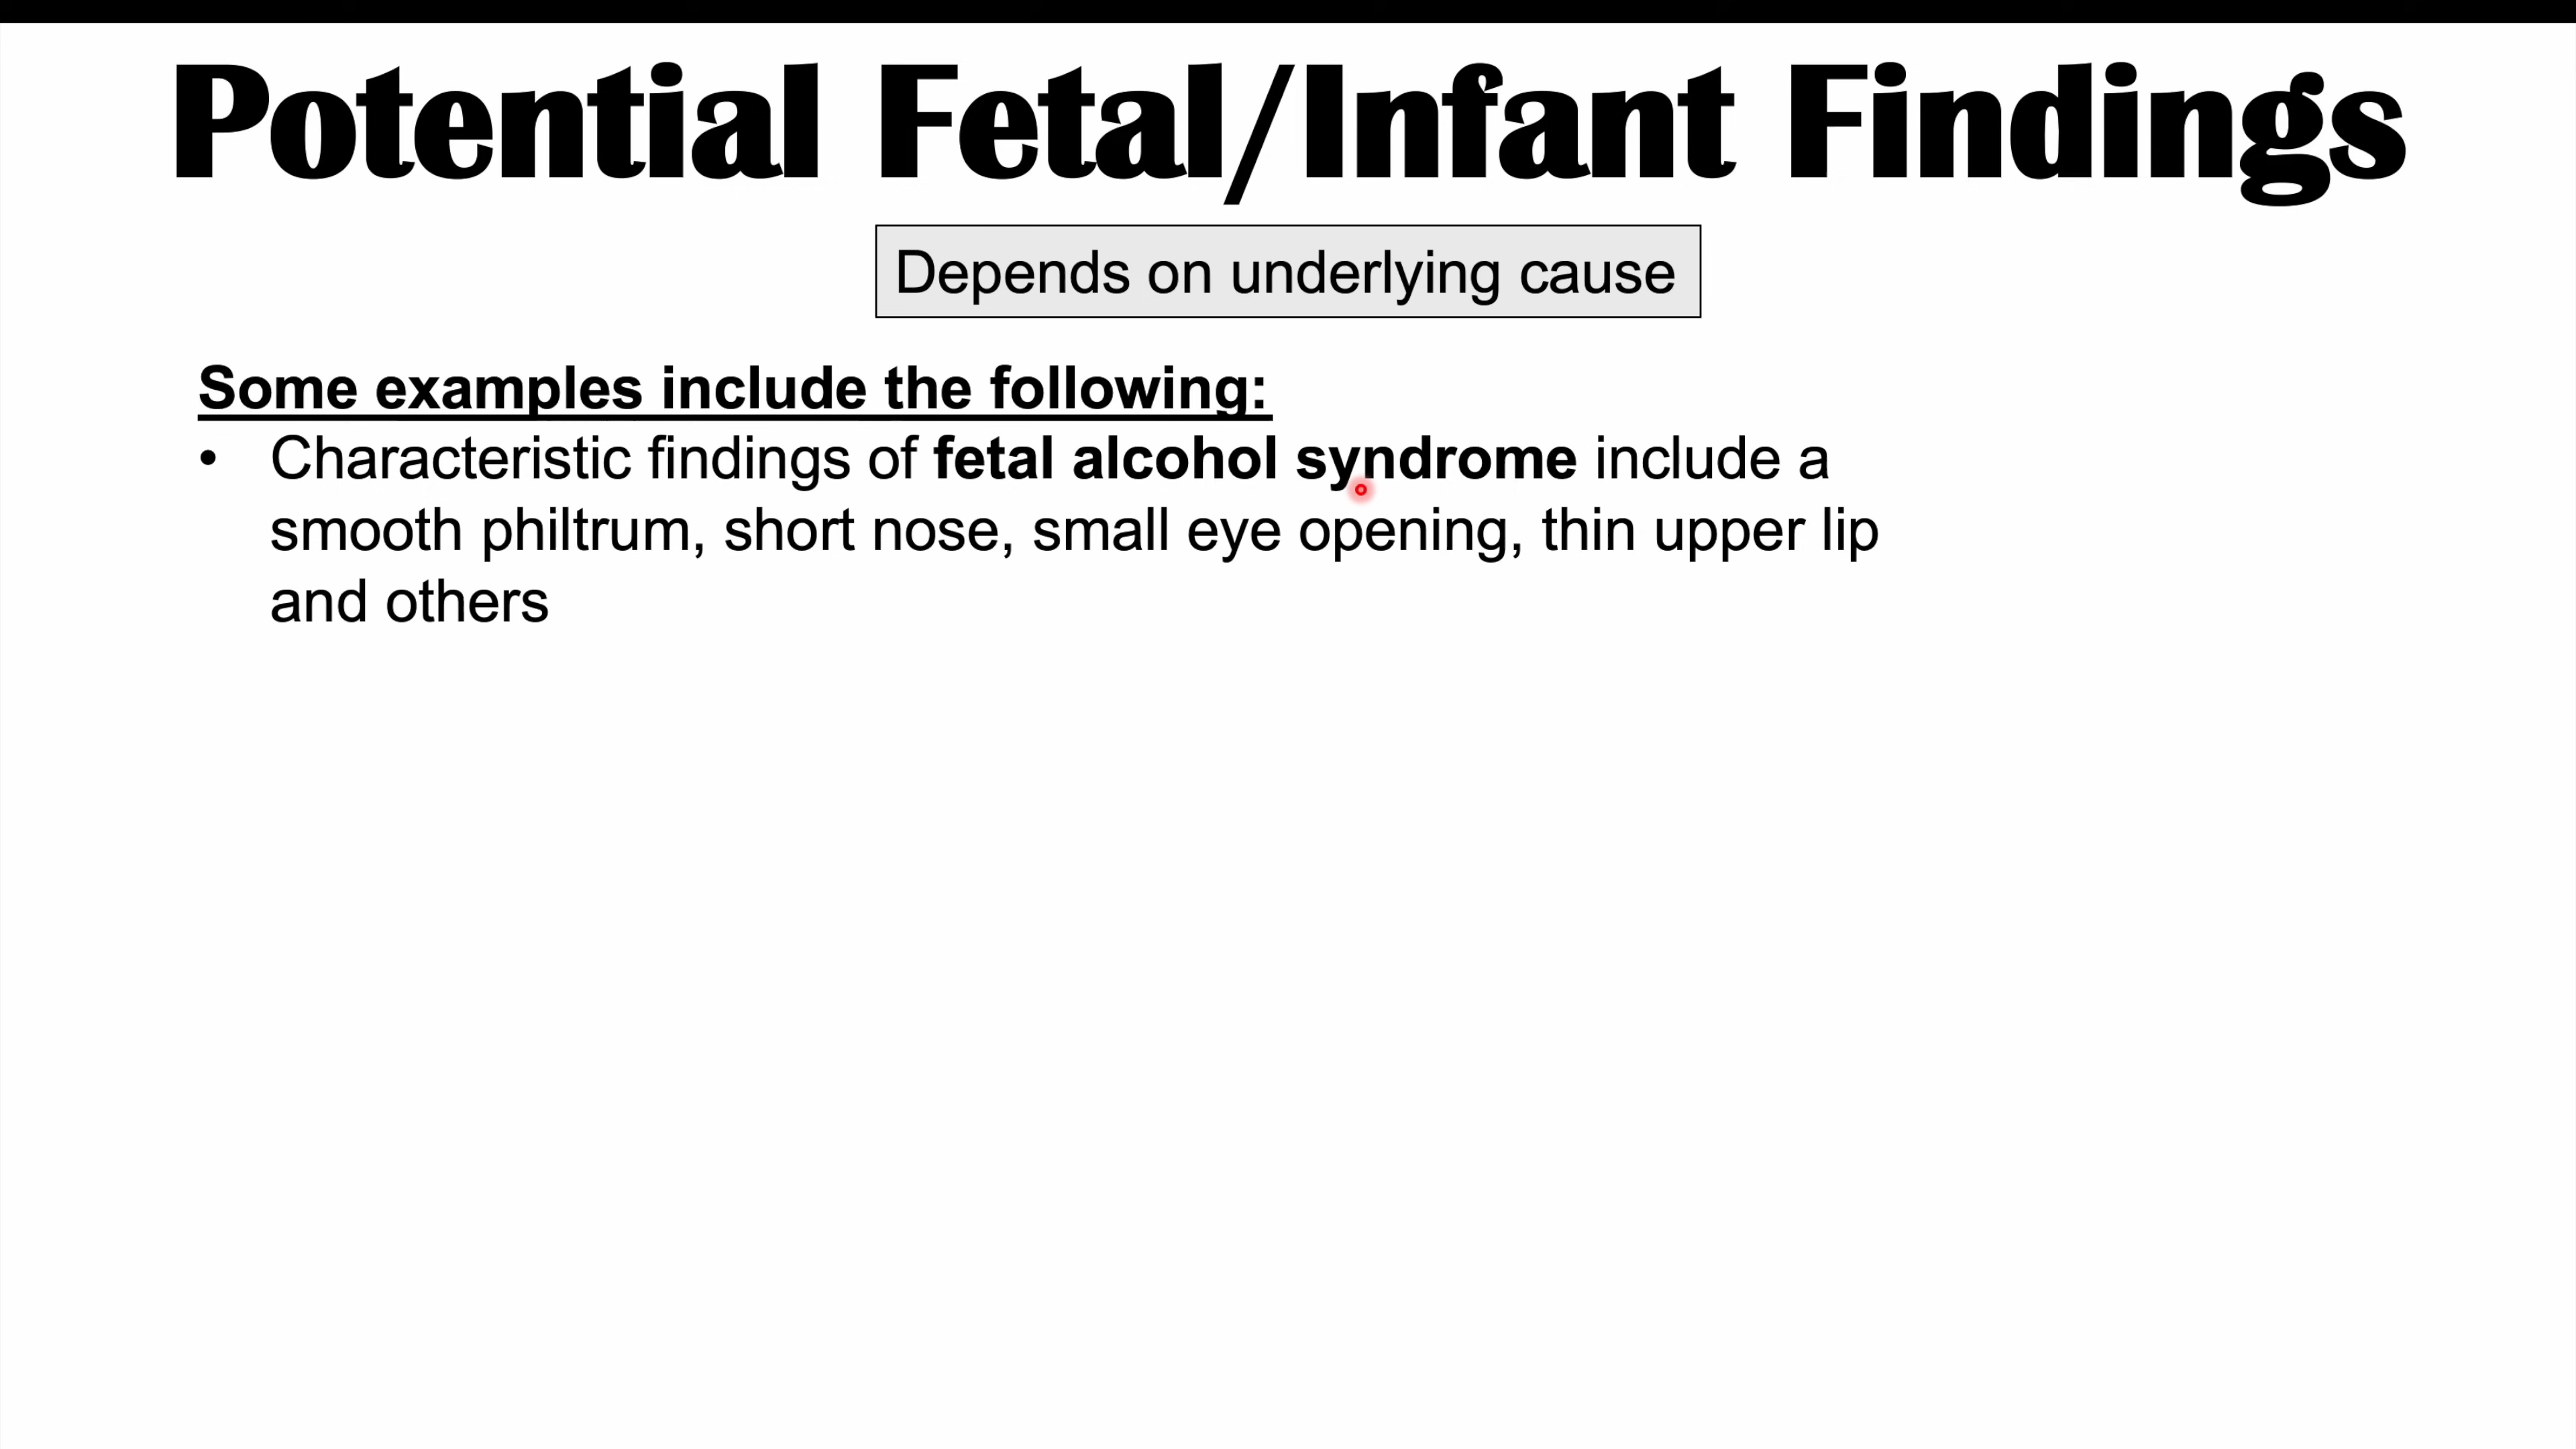 Potential Fetal/Infant Findings
Depends on underlying cause
Some examples include the following:
• Characteristic findings of fetal alcohol syndrome include a
smooth philtrum, short nose, small eye opening, thin upper lip
and others